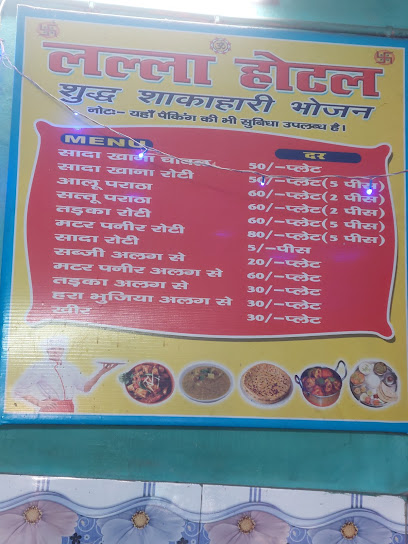 लल्ला होटल
शुद्ध शाकाहारी भोजन
नोटः- यहाँ पैकिंग की भी सुविधा उपलब्ध है।
MENU दर
सादा खाना चावल 50/-प्लेट
सादा खाना रोटी 50/-प्लेट(5 पीस)
आलू पराठा 60/-प्लेट(2 पीस)
सत्तू पराठा 60/-प्लेट(2 पीस)
तड़का रोटी 60/-प्लेट(5 पीस)
मटर पनीर रोटी 80/-प्लेट(5 पीस)
सादा रोटी 5/-पीस
सब्जी अलग से 20/-प्लेट
मटर पनीर अलग से 60/-प्लेट
तड़का अलग से 30/-प्लेट
हरा भुजिया अलग से 30/-प्लेट
खीर 30/-प्लेट